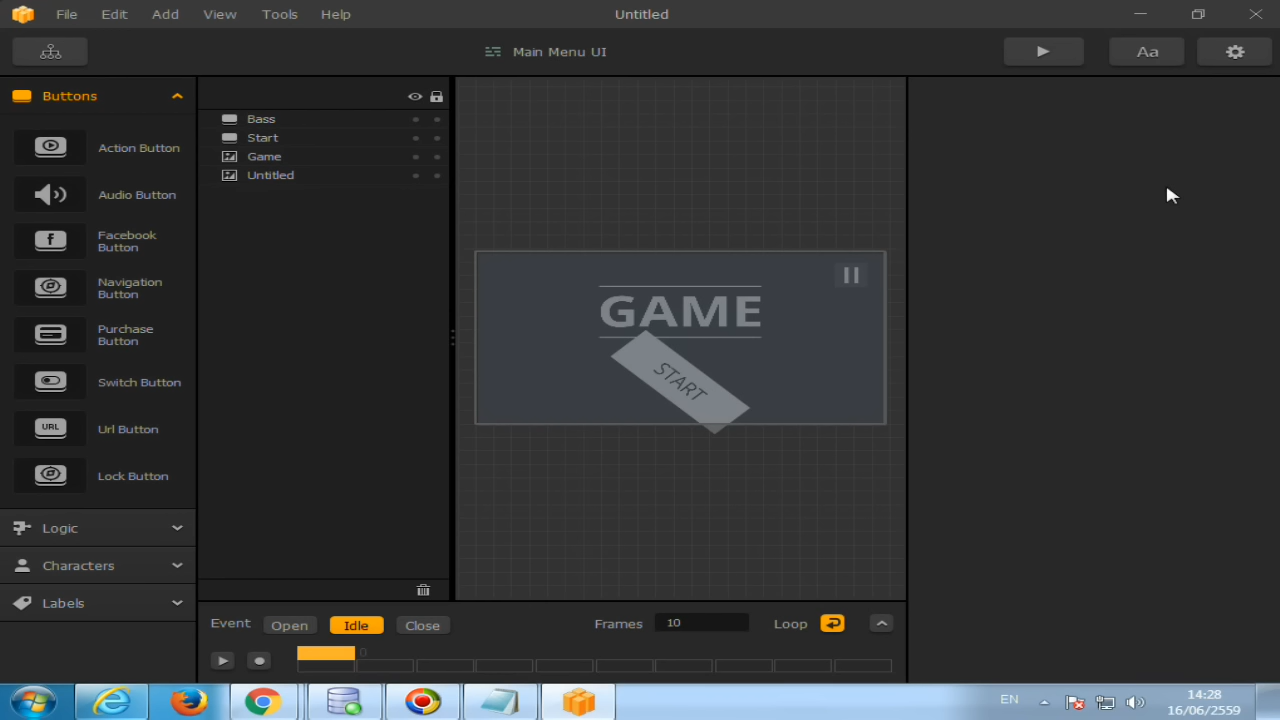 File Edit Add View Tools Help
Untitled
Main Menu UI
Aa
Buttons
Action Button
Audio Button
f
Facebook
Button
Navigation
Button
Purchase
Button
Switch Button
URL
Url Button
Lock Button
Logic
Characters
Labels
Bass
Start
Game
Untitled
GAME
START
Event Open Idle Close
Frames 10 Loop
0
EN
14:28
16/06/2559